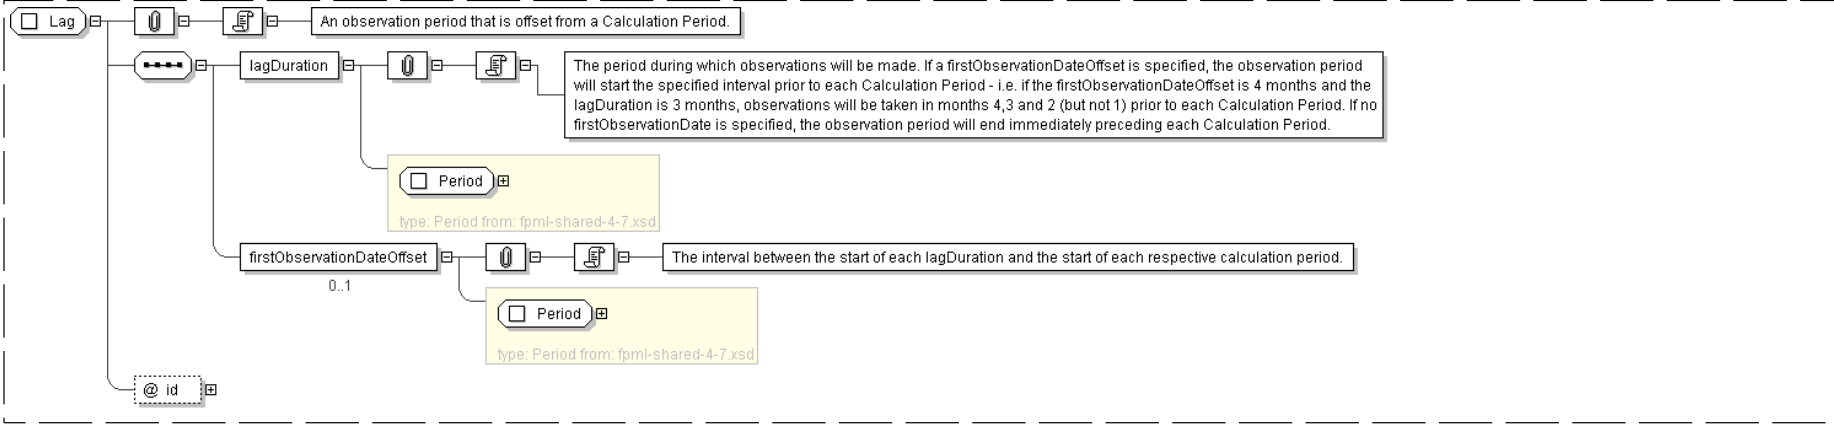 Lag
An observation period that is offset from a Calculation Period.
lagDuration
The period during which observations will be made. If a firstObservationDateOffset is specified, the observation period
will start the specified interval prior to each Calculation Period - i.e. if the firstObservationDateOffset is 4 months and the
lagDuration is 3 months, observations will be taken in months 4,3 and 2 (but not 1) prior to each Calculation Period. If no
firstObservationDate is specified, the observation period will end immediately preceding each Calculation Period.
Period
type: Period from: fpml-shared-4-7.xsd
firstObservationDateOffset
The interval between the start of each lagDuration and the start of each respective calculation period.
0..1
Period
type: Period from: fpml-shared-4-7.xsd
@ id